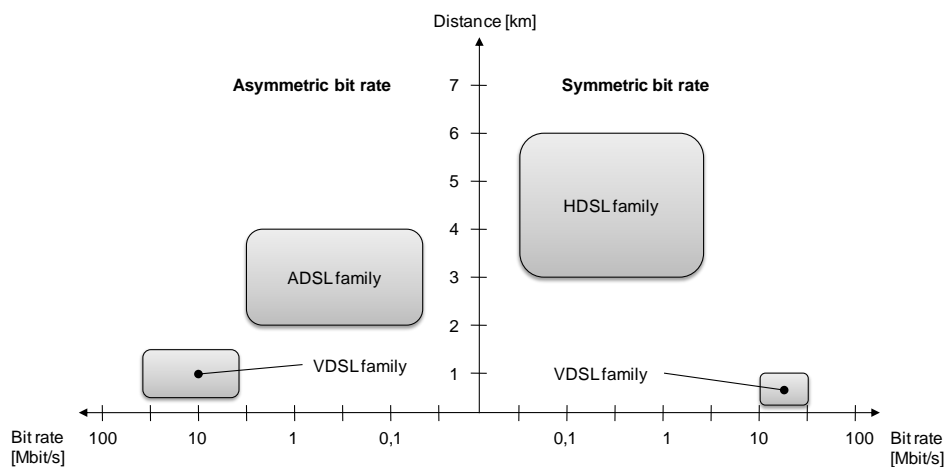 Distance [km]
Asymmetric bit rate
Symmetric bit rate
7
6
5
HDSL family
4
ADSL family
3
2
VDSL family
VDSL family
1
Bit rate
[Mbit/s]
100
10
1
0,1
0,1
1
10
100
Bit rate
[Mbit/s]